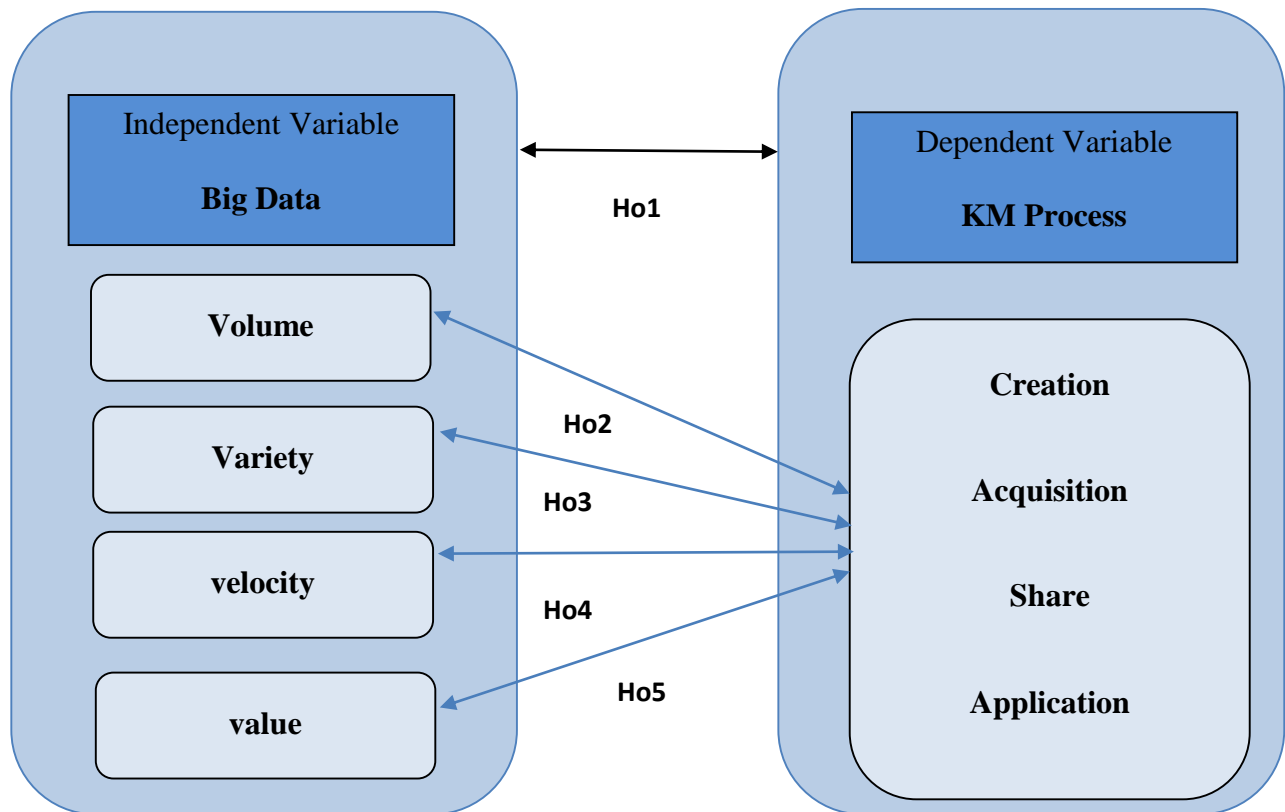 Independent Variable
Big Data
Volume
Variety
velocity
value
Ho1
Ho2
Ho3
Ho4
Ho5
Dependent Variable
KM Process
Creation
Acquisition
Share
Application